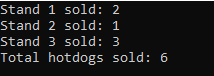 Stand 1 sold: 2
Stand 2 sold: 1
Stand 3 sold: 3
Total hotdogs sold: 6